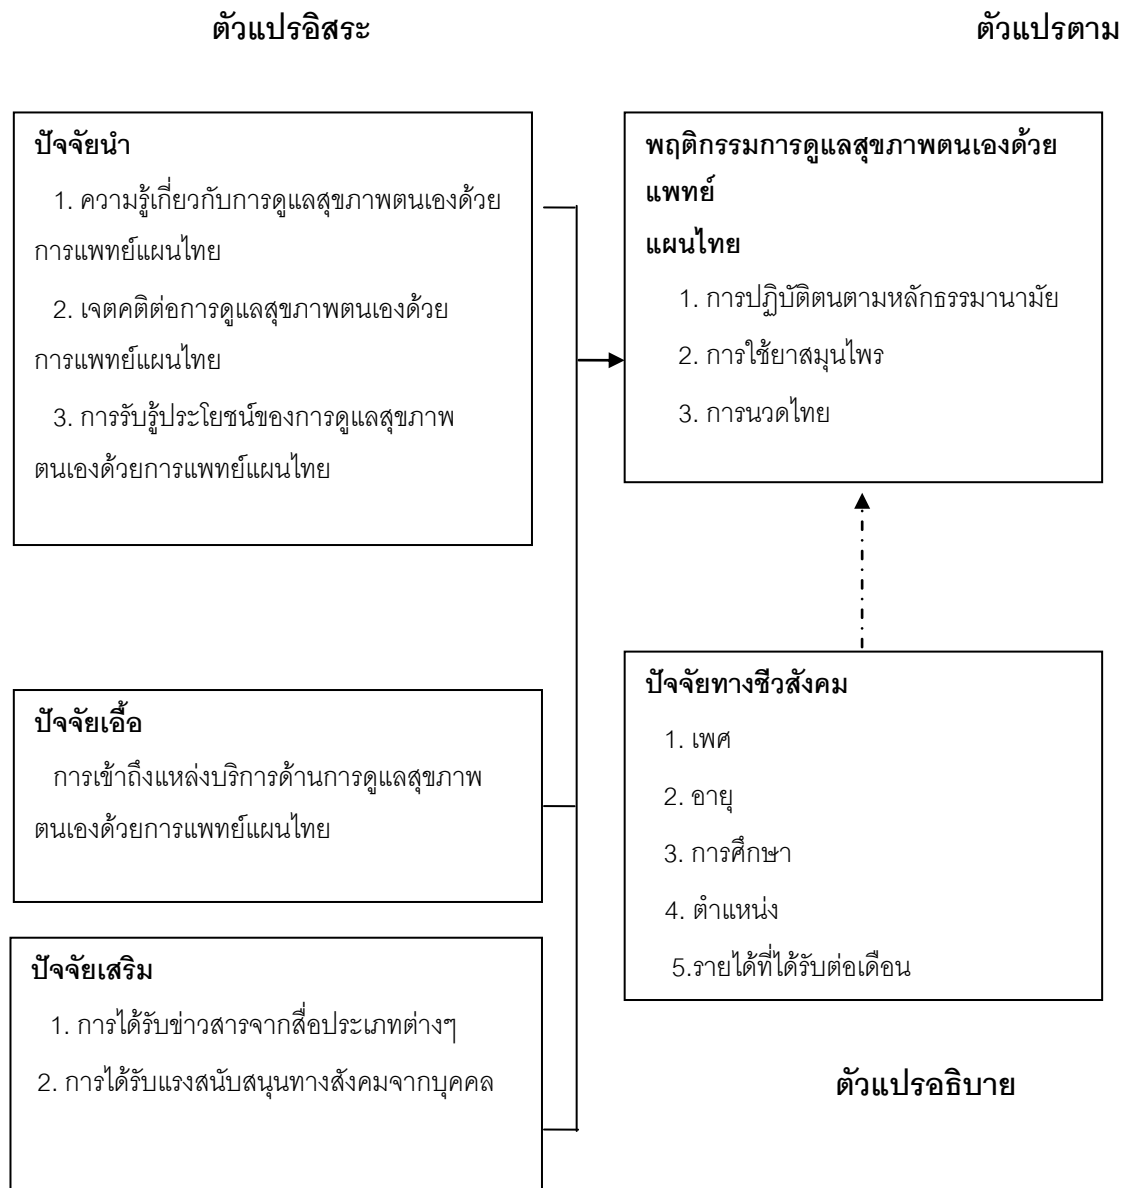 ตัวแปรอิสระ
ตัวแปรตาม
ปัจจัยนำ
1. ความรู้เกี่ยวกับการดูแลสุขภาพตนเองด้วย
การแพทย์แผนไทย
2. เจตคติต่อการดูแลสุขภาพตนเองด้วย
การแพทย์แผนไทย
3. การรับรู้ประโยชน์ของการดูแลสุขภาพ
ตนเองด้วยการแพทย์แผนไทย
พฤติกรรมการดูแลสุขภาพตนเองด้วย
แพทย์
แผนไทย
1. การปฏิบัติตนตามหลักธรรมานามัย
2. การใช้ยาสมุนไพร
3. การนวดไทย
ปัจจัยเอื้อ
การเข้าถึงแหล่งบริการด้านการดูแลสุขภาพ
ตนเองด้วยการแพทย์แผนไทย
ปัจจัยเสริม
1. การได้รับข่าวสารจากสื่อประเภทต่างๆ
2. การได้รับแรงสนับสนุนทางสังคมจากบุคคล
ปัจจัยทางชีวสังคม
1. เพศ
2. อายุ
3. การศึกษา
4. ตำแหน่ง
5.รายได้ที่ได้รับต่อเดือน
ตัวแปรอธิบาย